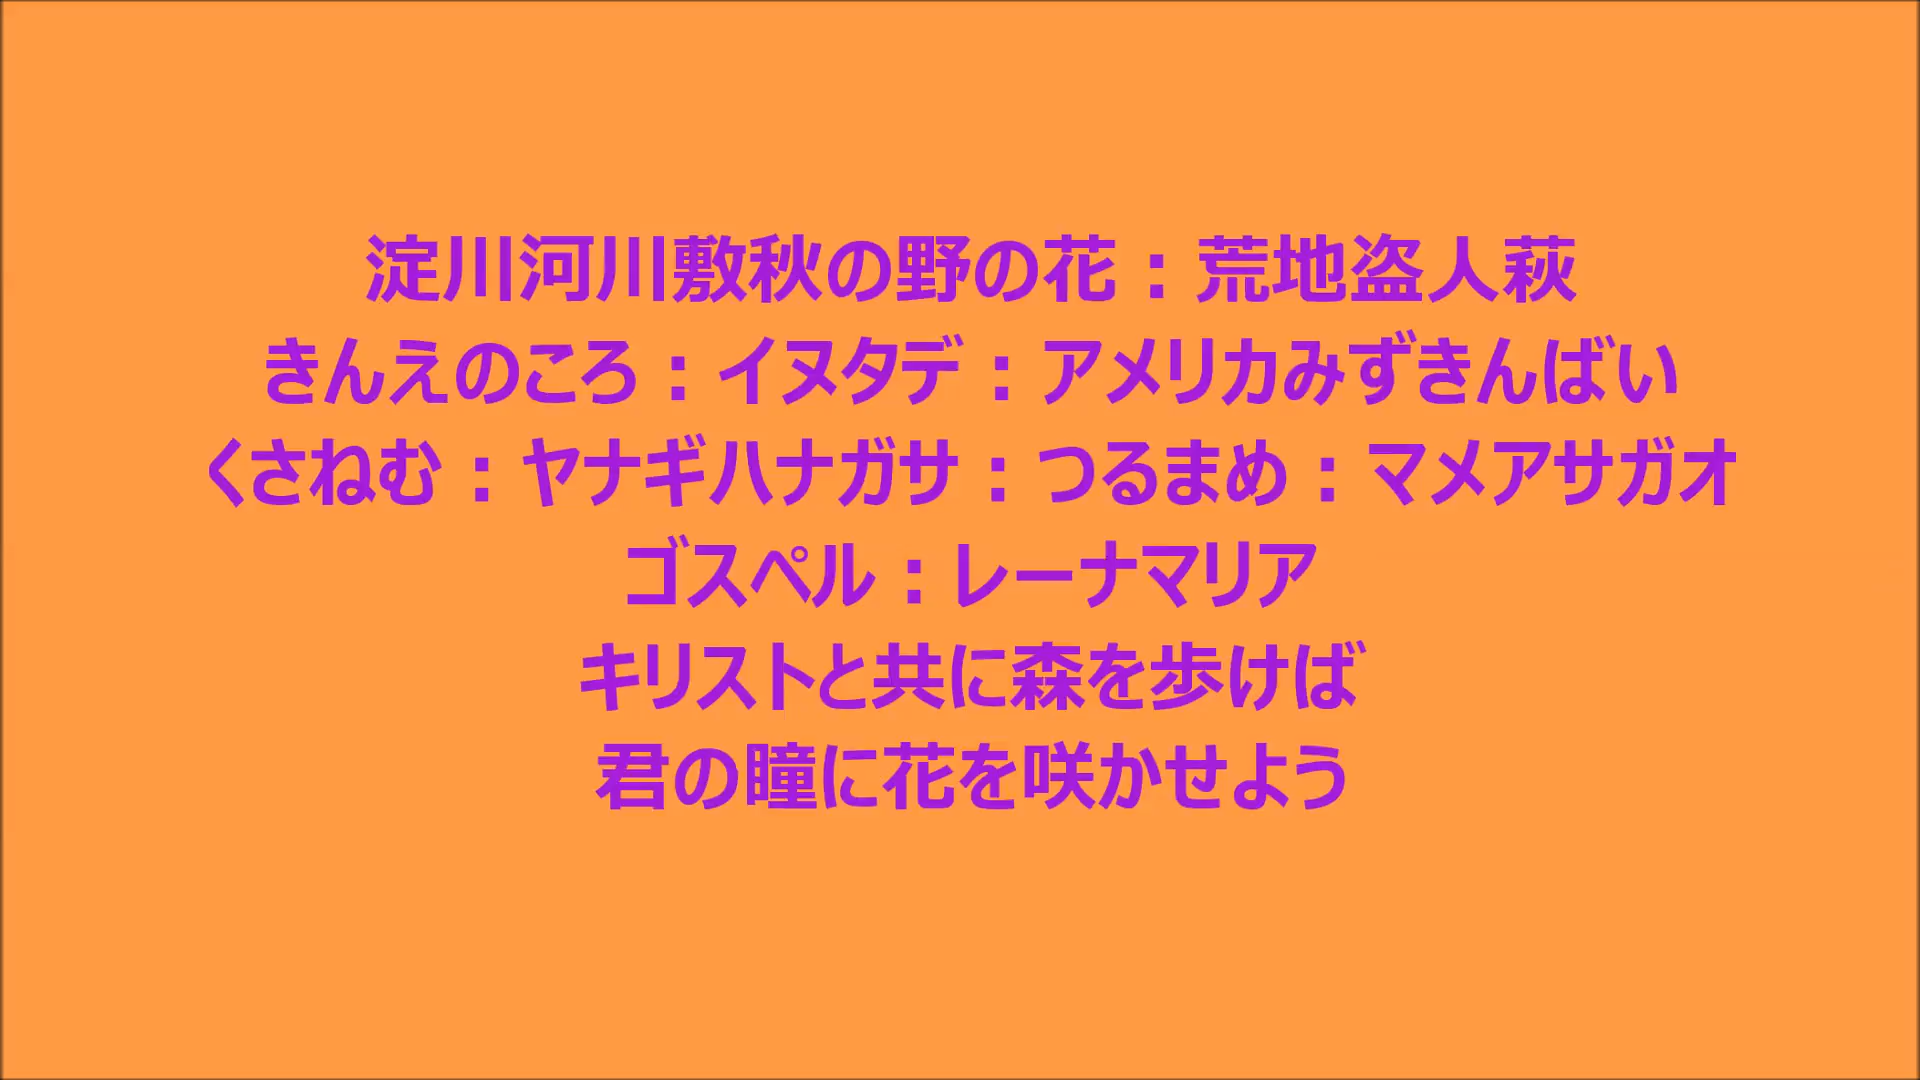 淀川河川敷秋の野の花：荒地盗人萩
きんえのころ：イヌタデ：アメリカみずきんばい
くさねむ：ヤナギハナガサ：つるまめ：マメアサガオ
ゴスペル：レーナマリア
キリストと共に森を歩けば
君の瞳に花を咲かせよう